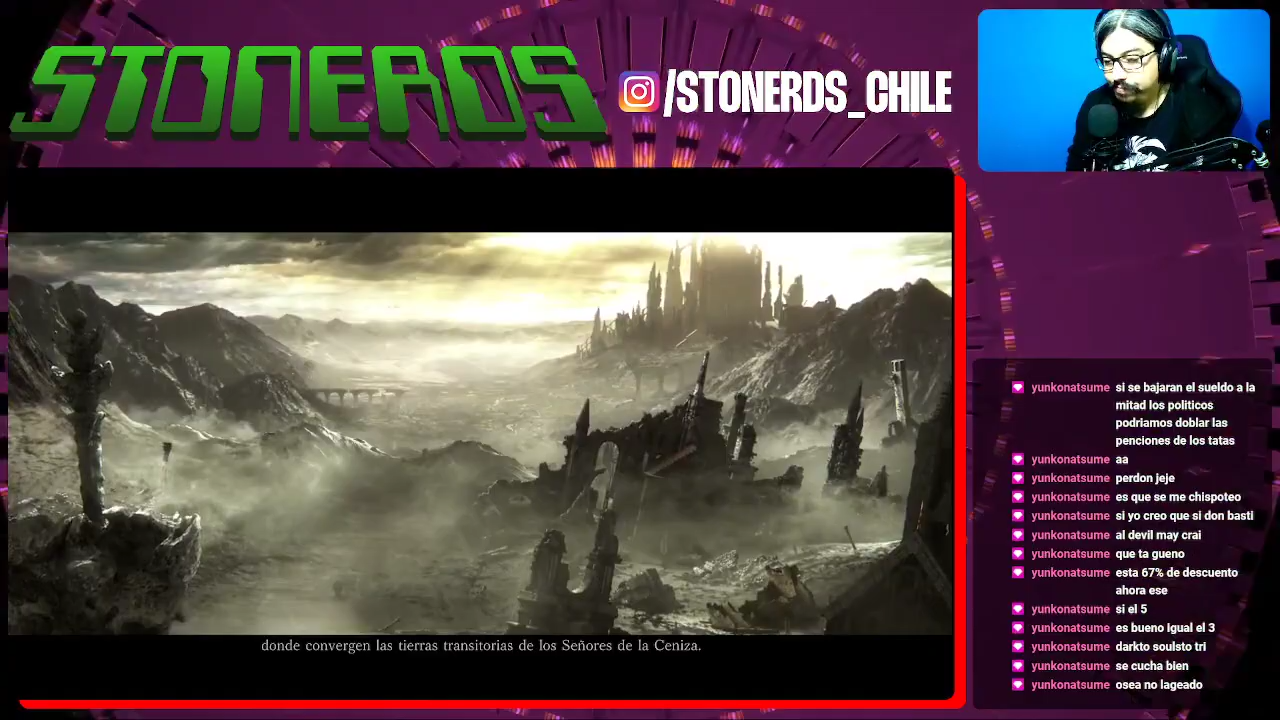 STONERDS
/STONERDS_CHILE
donde convergen las tierras transitorias de los Señores de la Ceniza.
yunkonatsume si se bajaran el sueldo a la
mitad los politicos
podriamos doblar las
penciones de los tatas
yunkonatsume aa
yunkonatsume perdon jeje
yunkonatsume es que se me chispoteo
yunkonatsume si yo creo que si don basti
yunkonatsume al devil may crai
yunkonatsume que ta gueno
yunkonatsume esta 67% de descuento
ahora ese
yunkonatsume si el 5
yunkonatsume es bueno igual el 3
yunkonatsume darkto soulsto tri
yunkonatsume se cucha bien
yunkonatsume osea no lageado